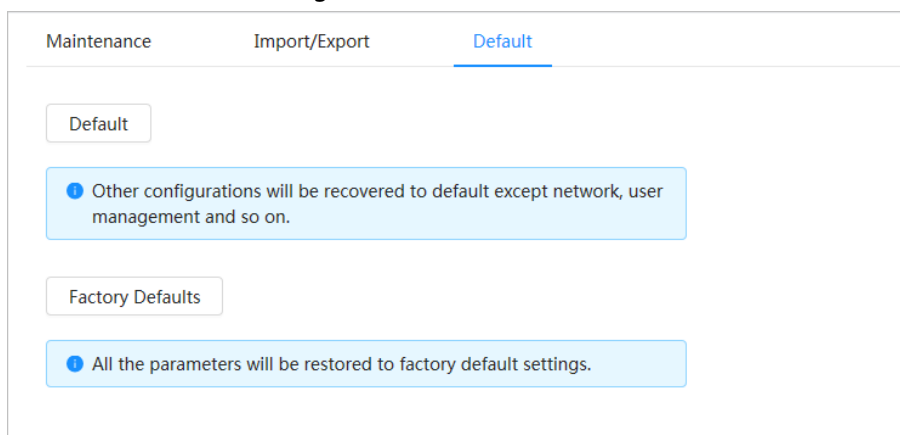 Maintenance Import/Export Default
Default
Other configurations will be recovered to default except network, user
management and so on.
Factory Defaults
All the parameters will be restored to factory default settings.